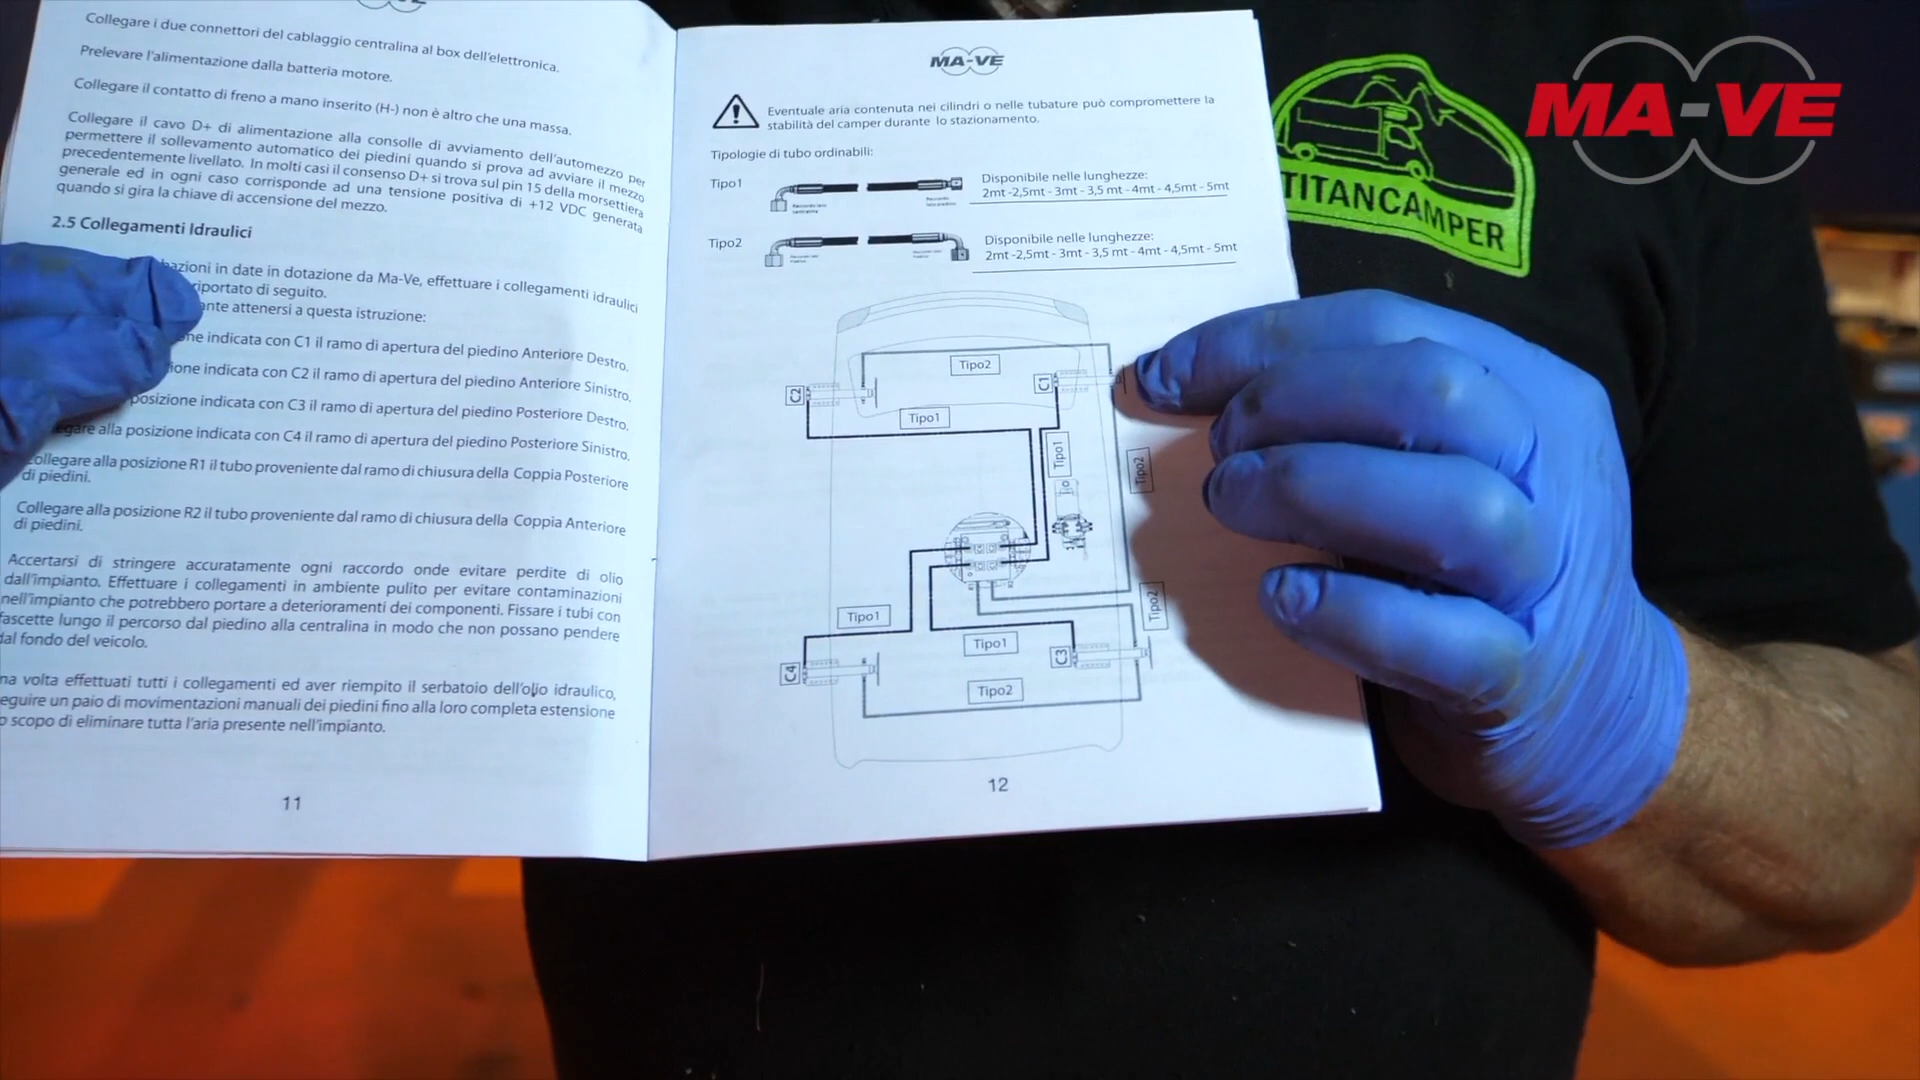 Collegare i due connettori del cablaggio centralina al box dell'elettronica.
Prelevare l'alimentazione dalla batteria motore.
Collegare il contatto di freno a mano inserito (H-) non è altro che una massa.
Collegare il cavo D+ di alimentazione alla consolle di avviamento dell'automezzo per
permettere il sollevamento automatico dei piedini quando si prova ad avviare il mezzo
precedentemente livellato. In molti casi il consenso D+ si trova sul pin 15 della morsettiera
generale ed in ogni caso corrisponde ad una tensione positiva di +12 VDC generata
quando si gira la chiave di accensione del mezzo.
2.5 Collegamenti Idraulici
in date in dotazione da Ma-Ve, effettuare i collegamenti idraulici
riportato di seguito.
attenersi a questa istruzione:
indicata con C1 il ramo di apertura del piedino Anteriore Destro.
indicata con C2 il ramo di apertura del piedino Anteriore Sinistro.
posizione indicata con C3 il ramo di apertura del piedino Posteriore Destro.
alla posizione indicata con C4 il ramo di apertura del piedino Posteriore Sinistro.
Collegare alla posizione R1 il tubo proveniente dal ramo di chiusura della Coppia Posteriore
di piedini.
Collegare alla posizione R2 il tubo proveniente dal ramo di chiusura della Coppia Anteriore
di piedini.
Accertarsi di stringere accuratamente ogni raccordo onde evitare perdite di olio
dall'impianto. Effettuare i collegamenti in ambiente pulito per evitare contaminazioni
nell'impianto che potrebbero portare a deterioramenti dei componenti. Fissare i tubi con
fascette lungo il percorso dal piedino alla centralina in modo che non possano pendere
dal fondo del veicolo.
volta effettuati tutti i collegamenti ed aver riempito il serbatoio dell'olio idraulico,
eguire un paio di movimentazioni manuali dei piedini fino alla loro completa estensione
scopo di eliminare tutta l'aria presente nell'impianto.
11
MA-VE
Eventuale aria contenuta nei cilindri o nelle tubature può compromettere la
stabilità del camper durante lo stazionamento.
Tipologie di tubo ordinabili:
Tipo1
Disponibile nelle lunghezze:
2mt -2,5mt - 3mt - 3,5 mt - 4mt - 4,5mt - 5mt
Tipo2
Disponibile nelle lunghezze:
2mt -2,5mt - 3mt - 3,5 mt - 4mt - 4,5mt - 5mt
Tipo2
C2
C1
Tipo1
Tipo1
Tipo2
Tipo1
Tipo2
Tipo1
C3
C4
Tipo2
12
TITANCAMPER
MA-VE